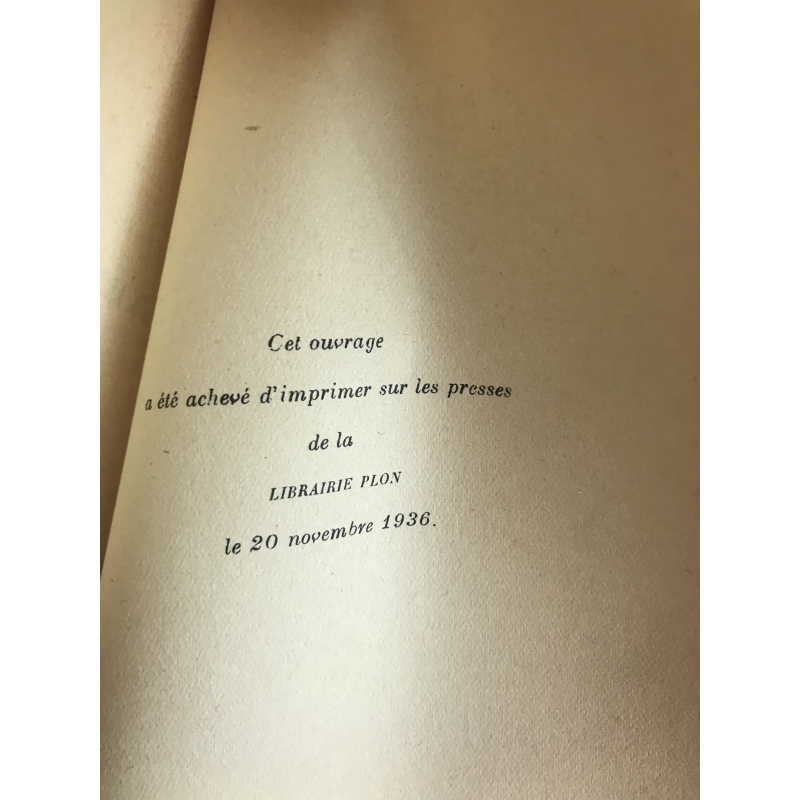 Cet ouvrage
a été achevé d'imprimer sur les presses
de la
LIBRAIRIE PLON
le 20 novembre 1936.